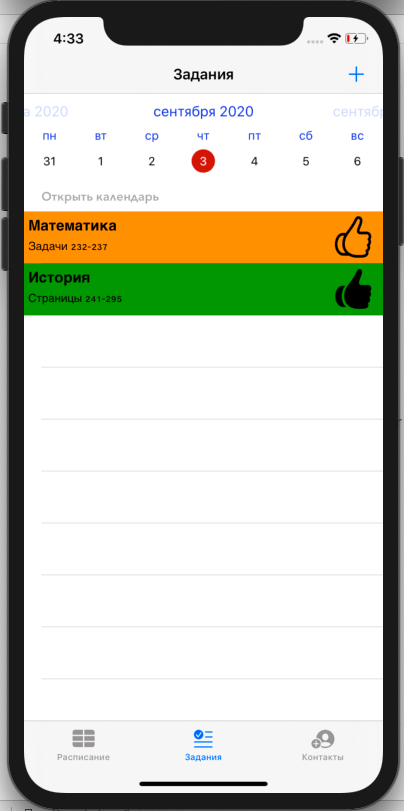 4:33
Задания
а 2020 сентября 2020 сентяб
пн вт ср чт пт сб вс
31 1 2 3 4 5 6
Открыть календарь
Математика
Задачи 232-237
История
Страницы 241-295
Расписание Задания Контакты